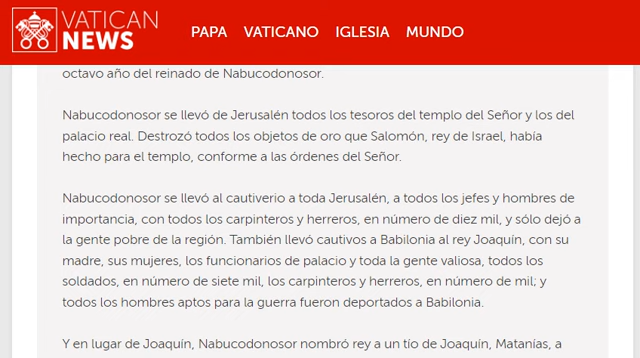 VATICAN
NEWS
PAPA VATICANO IGLESIA MUNDO
octavo año del reinado de Nabucodonosor.
Nabucodonosor se llevó de Jerusalén todos los tesoros del templo del Señor y los del
palacio real. Destrozó todos los objetos de oro que Salomón, rey de Israel, había
hecho para el templo, conforme a las órdenes del Señor.
Nabucodonosor se llevó al cautiverio a toda Jerusalén, a todos los jefes y hombres de
importancia, con todos los carpinteros y herreros, en número de diez mil, y sólo dejó a
la gente pobre de la región. También llevó cautivos a Babilonia al rey Joaquín, con su
madre, sus mujeres, los funcionarios de palacio y toda la gente valiosa, todos los
soldados, en número de siete mil, los carpinteros y herreros, en número de mil; y
todos los hombres aptos para la guerra fueron deportados a Babilonia.
Y en lugar de Joaquín, Nabucodonosor nombró rey a un tío de Joaquín, Matanías, a